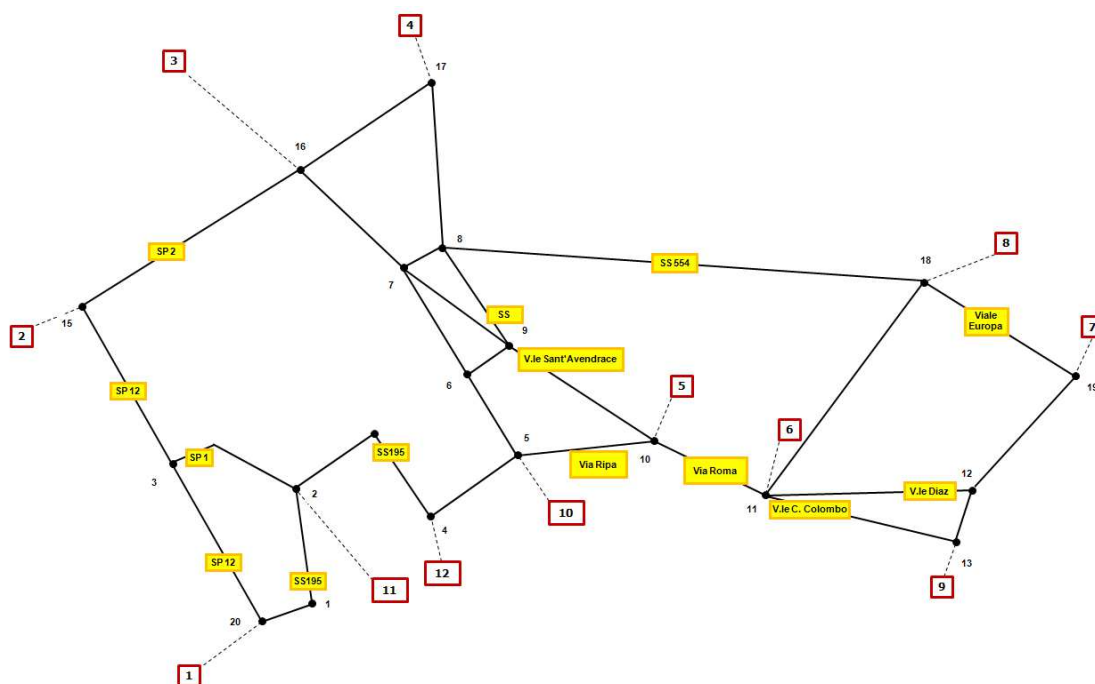 4
3
17
16
8
8
18
SP 2
SS 554
7
SS
Viale
Europa
7
2
15
9
V.le Sant'Avendrace
19
6
5
SP 12
6
5
SS195
12
SP 1
Via Ripa
10
Via Roma
V.le Diaz
3
2
11
V.le C. Colombo
10
4
13
SP 12
12
9
SS195
11
1
20
1